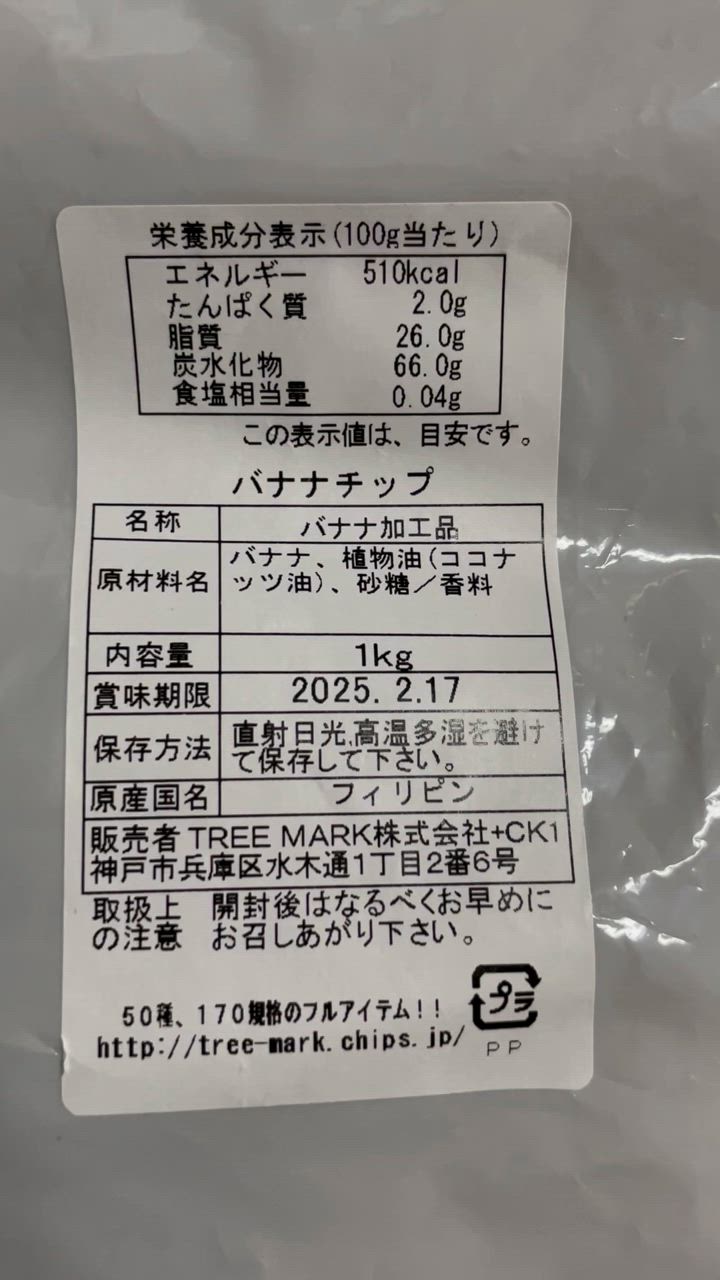 栄養成分表示(100g当たり)
エネルギー 510kcal
たんぱく質 2.0g
脂質 26.0g
炭水化物 66.0g
食塩相当量 0.04g
この表示値は、目安です。
バナナチップ
名称 バナナ加工品
原材料名 バナナ、植物油(ココナ
ッツ油)、砂糖／香料
内容量 1kg
賞味期限 2025. 2.17
保存方法 直射日光,高温多湿を避け
て保存して下さい。
原産国名 フィリピン
販売者 TREE MARK株式会社+CK1
神戸市兵庫区水木通1丁目2番6号
取扱上 開封後はなるべくお早めに
の注意 お召しあがり下さい。
50種、170規格のフルアイテム!!
http://tree-mark.chips.jp/
プラ
PP